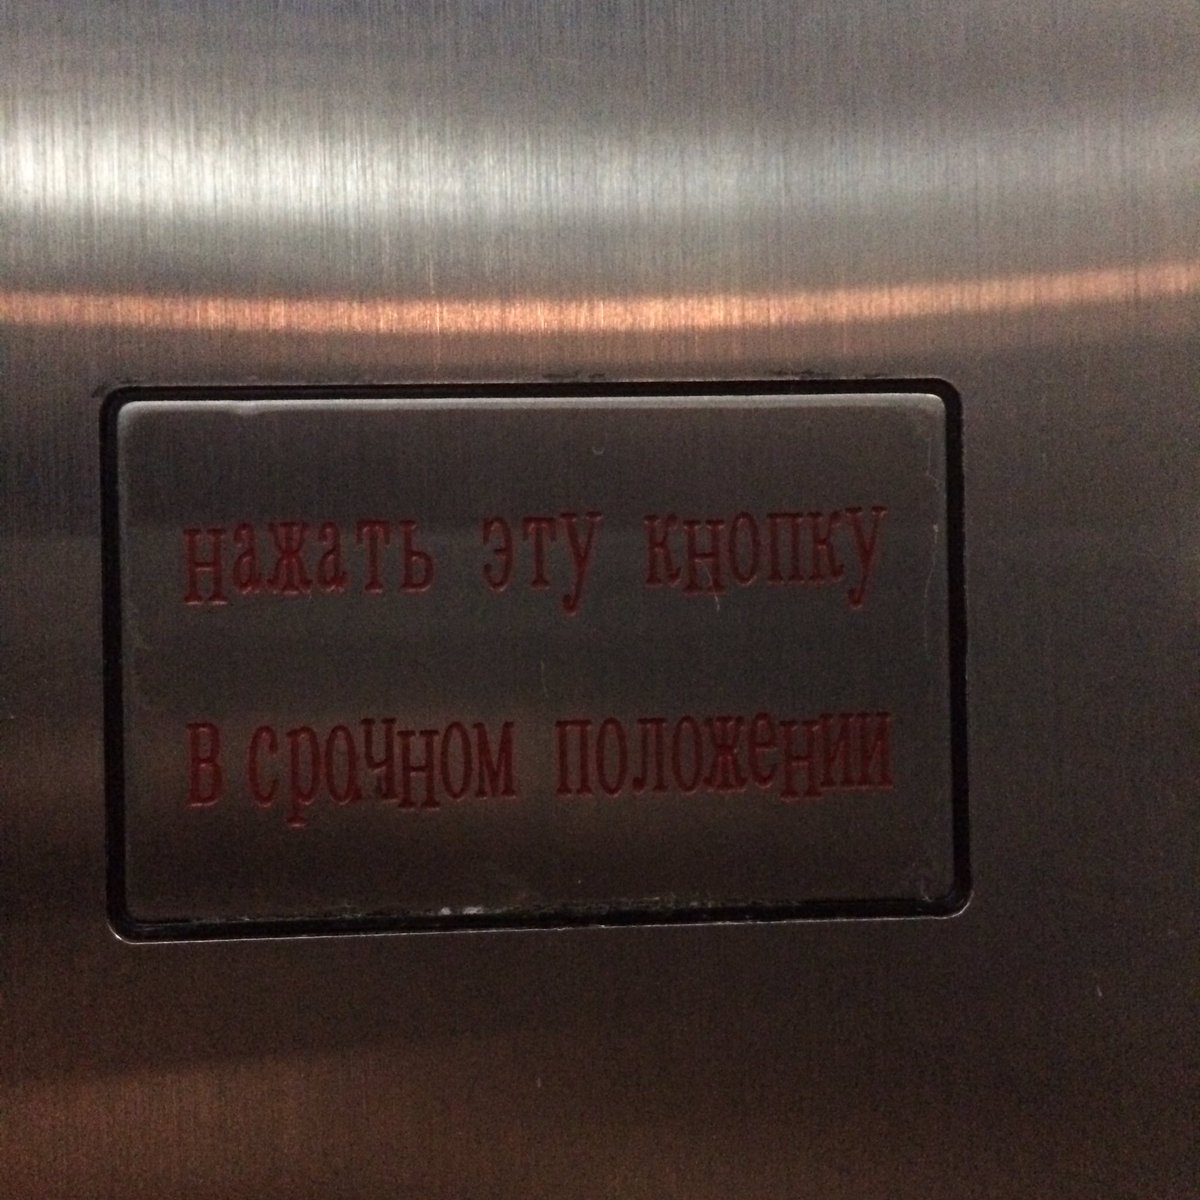 нажать эту кнопку
в срочном положении